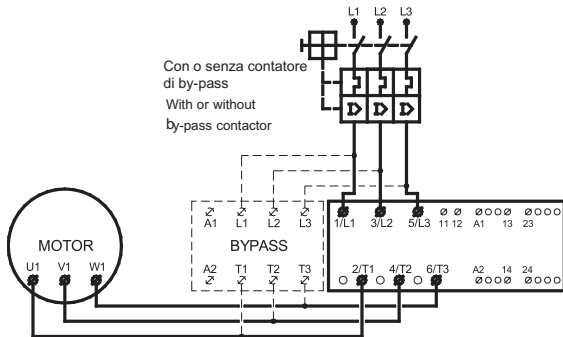 L1 L2 L3
Con o senza contatore
di by-pass
With or without
by-pass contactor
A1 L1 L2 L3
1/L1 3/L2 5/L3 11 12 A1 13 23
MOTOR
BYPASS
U1 V1 W1
A2 T1 T2 T3
2/T1 4/T2 6/T3 A2 14 24